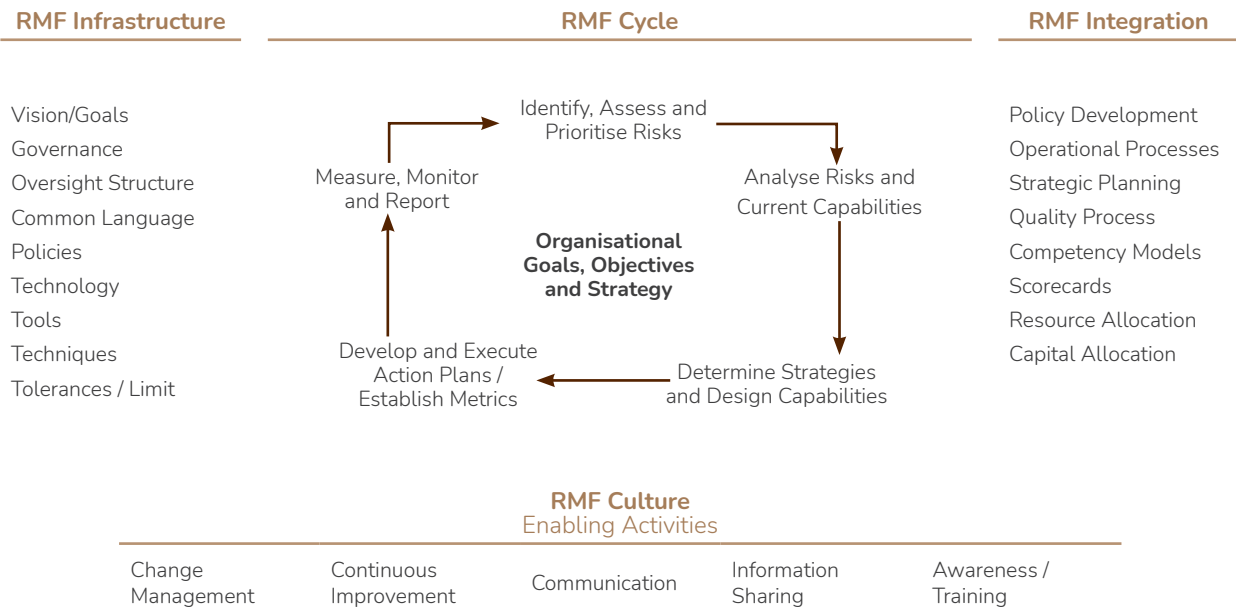 RMF Infrastructure
Vision/Goals
Governance
Oversight Structure
Common Language
Policies
Technology
Tools
Techniques
Tolerances / Limit
RMF Cycle
Identify, Assess and
Prioritise Risks
Analyse Risks and
Current Capabilities
Determine Strategies
and Design Capabilities
Develop and Execute
Action Plans /
Establish Metrics
Measure, Monitor
and Report
Organisational
Goals, Objectives
and Strategy
RMF Integration
Policy Development
Operational Processes
Strategic Planning
Quality Process
Competency Models
Scorecards
Resource Allocation
Capital Allocation
RMF Culture
Enabling Activities
Change
Management
Continuous
Improvement
Communication
Information
Sharing
Awareness /
Training